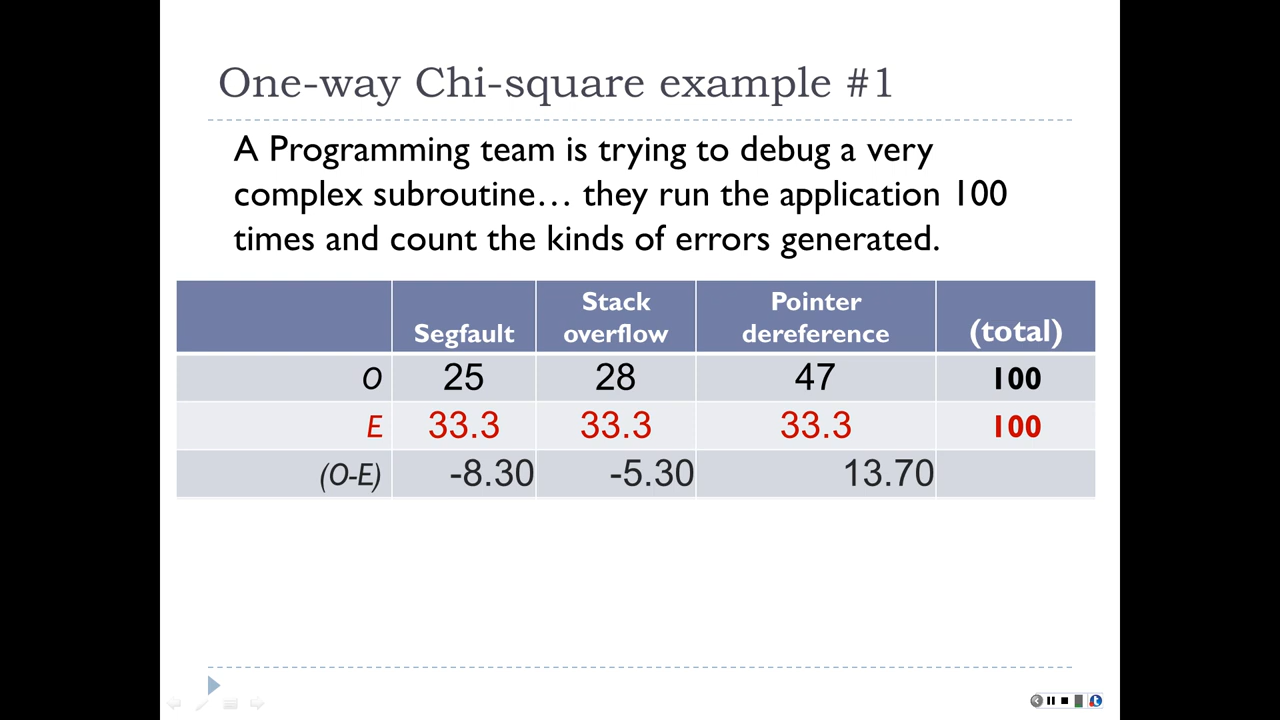 One-way Chi-square example #1
A Programming team is trying to debug a very
complex subroutine… they run the application 100
times and count the kinds of errors generated.
Segfault Stack overflow Pointer dereference (total)
O 25 28 47 100
E 33.3 33.3 33.3 100
(O-E) -8.30 -5.30 13.70